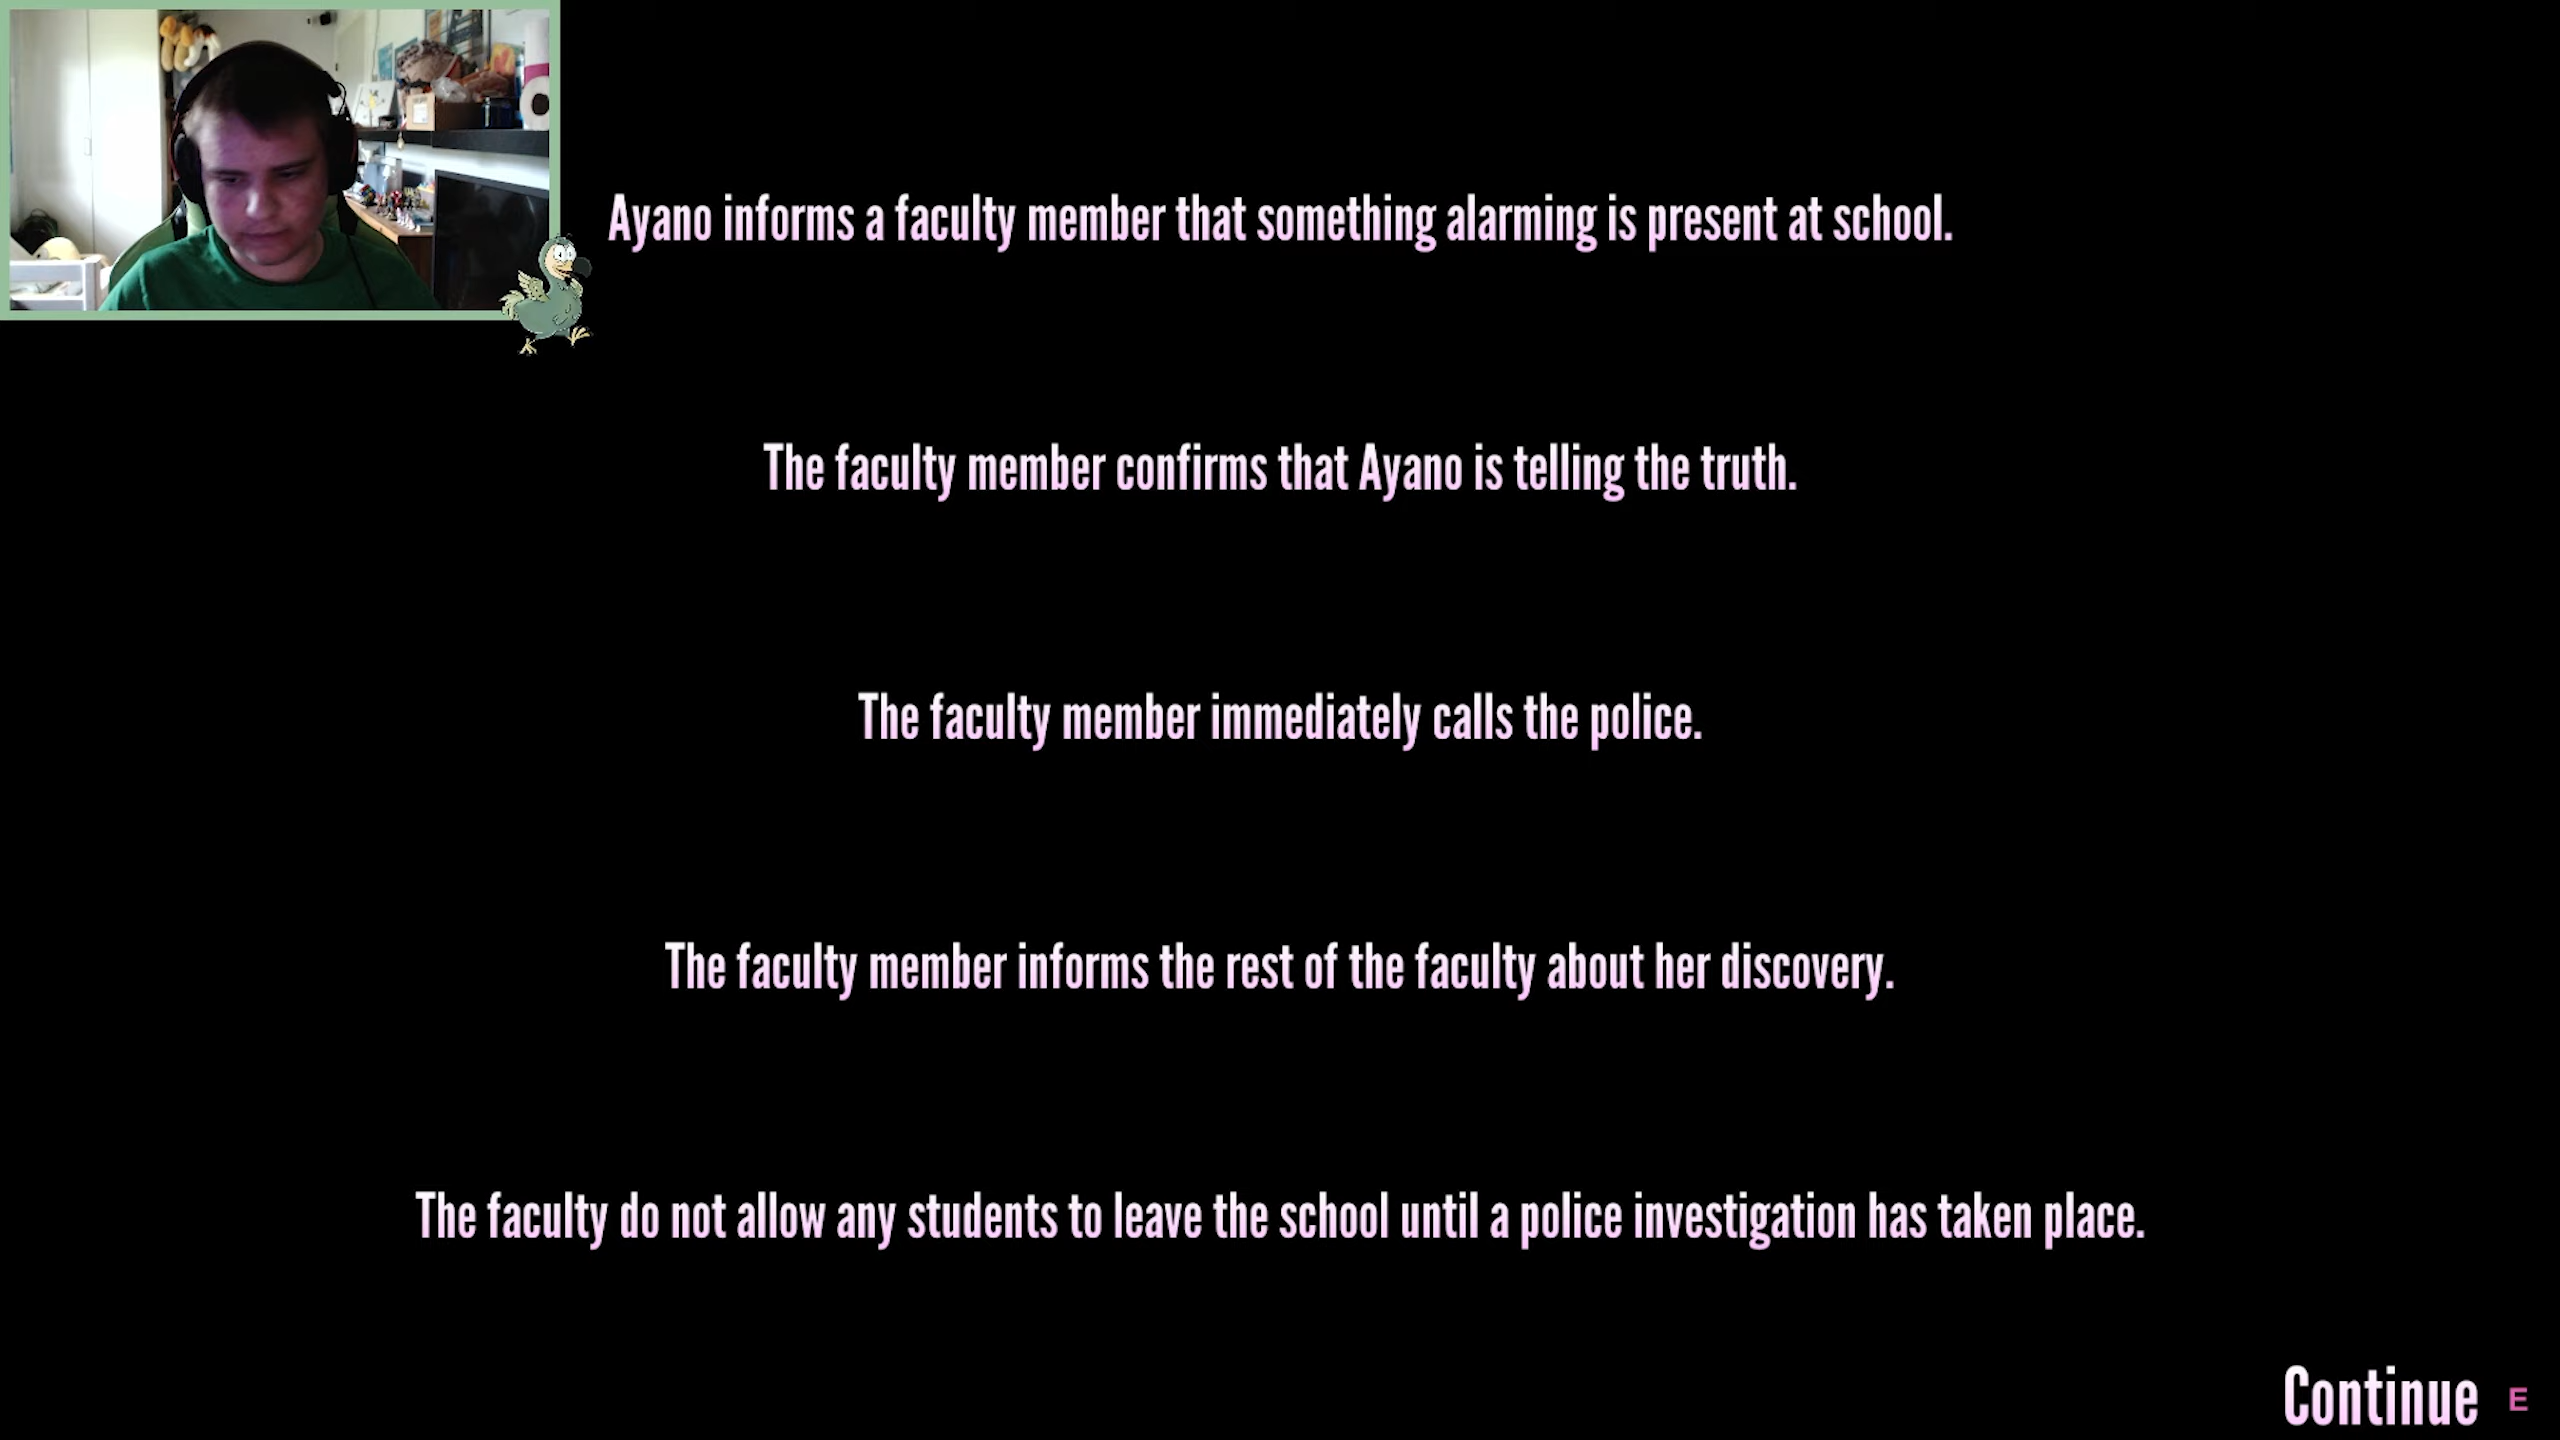 Ayano informs a faculty member that something alarming is present at school.
The faculty member confirms that Ayano is telling the truth.
The faculty member immediately calls the police.
The faculty member informs the rest of the faculty about her discovery.
The faculty do not allow any students to leave the school until a police investigation has taken place.
Continue E